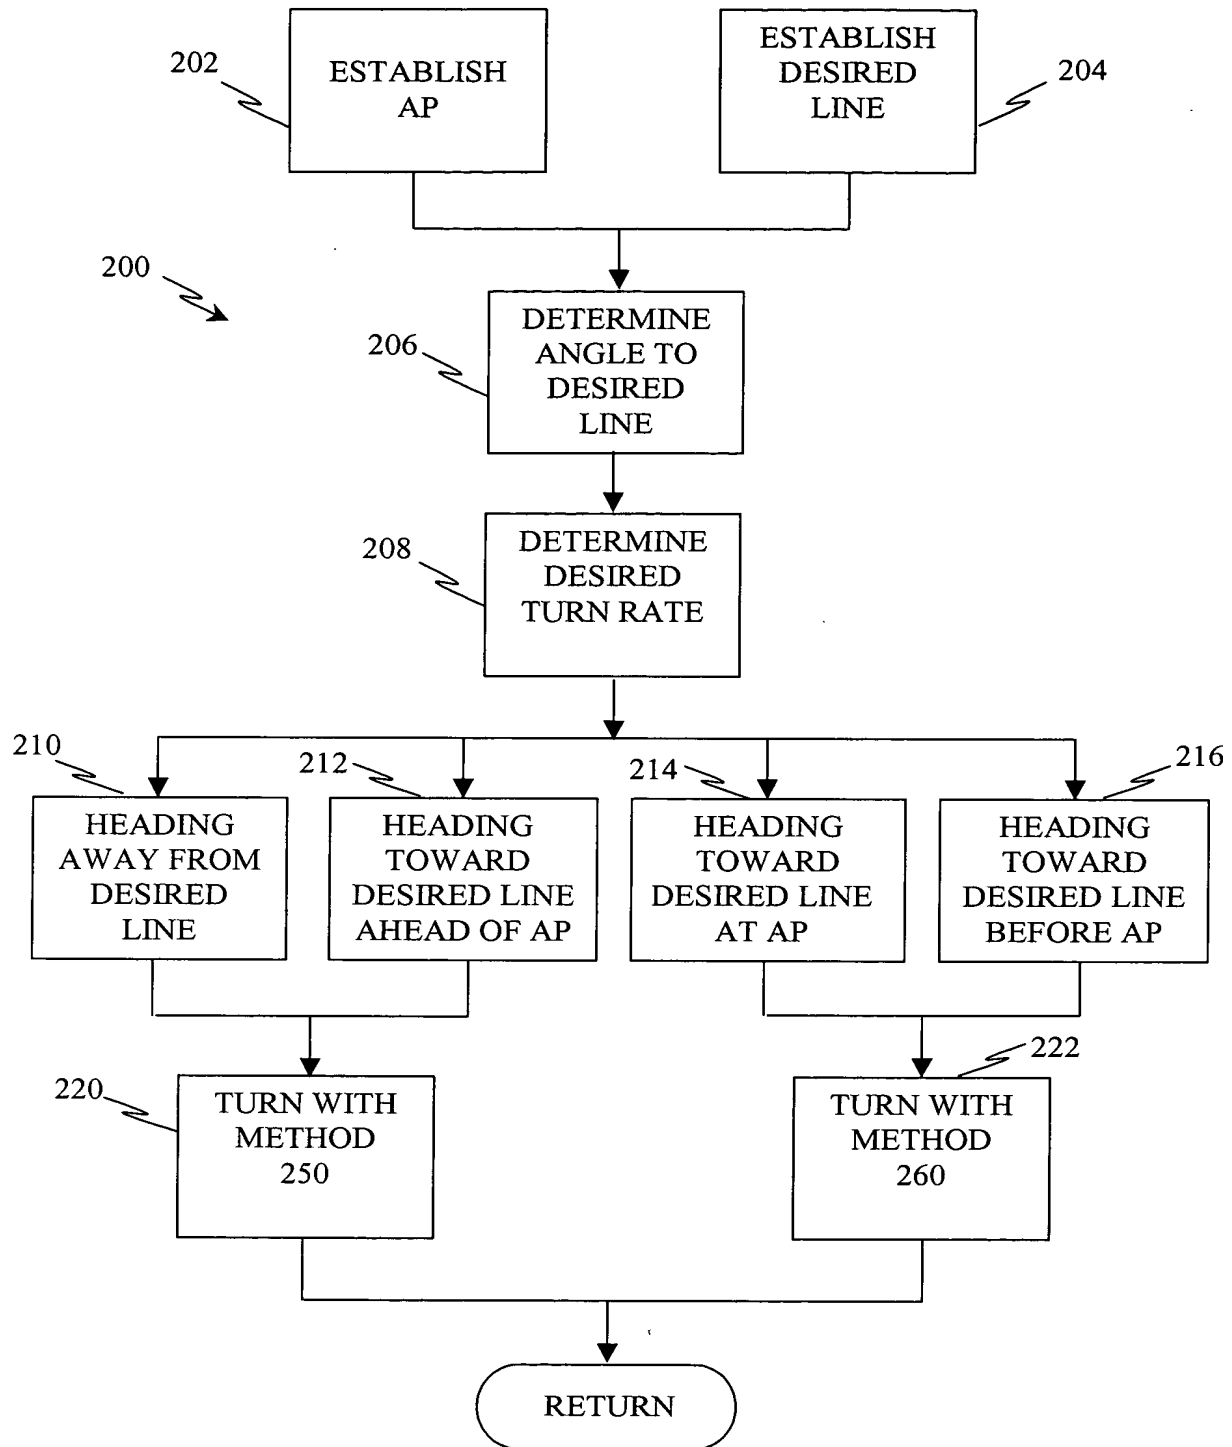 202
ESTABLISH
AP
ESTABLISH
DESIRED
LINE
204
200
206
DETERMINE
ANGLE TO
DESIRED
LINE
208
DETERMINE
DESIRED
TURN RATE
210
212
214
216
HEADING
AWAY FROM
DESIRED
LINE
HEADING
TOWARD
DESIRED LINE
AHEAD OF AP
HEADING
TOWARD
DESIRED LINE
AT AP
HEADING
TOWARD
DESIRED LINE
BEFORE AP
220
TURN WITH
METHOD
250
222
TURN WITH
METHOD
260
RETURN